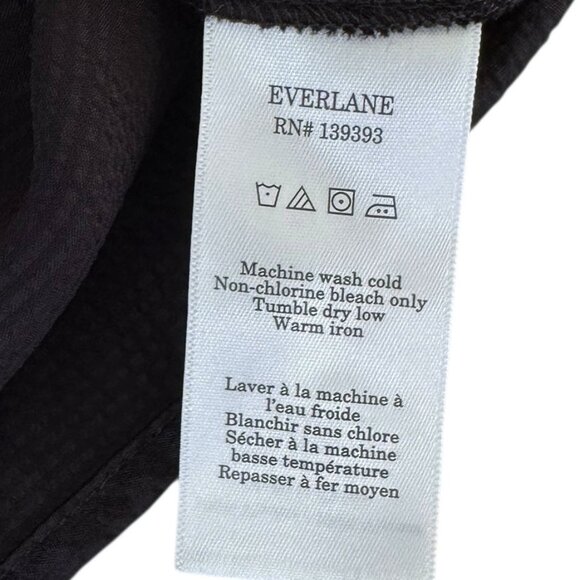 EVERLANE
RN# 139393
Machine wash cold
Non-chlorine bleach only
Tumble dry low
Warm iron
Laver à la machine à
l'eau froide
Blanchir sans chlore
Sécher à la machine
basse température
Repasser à fer moyen